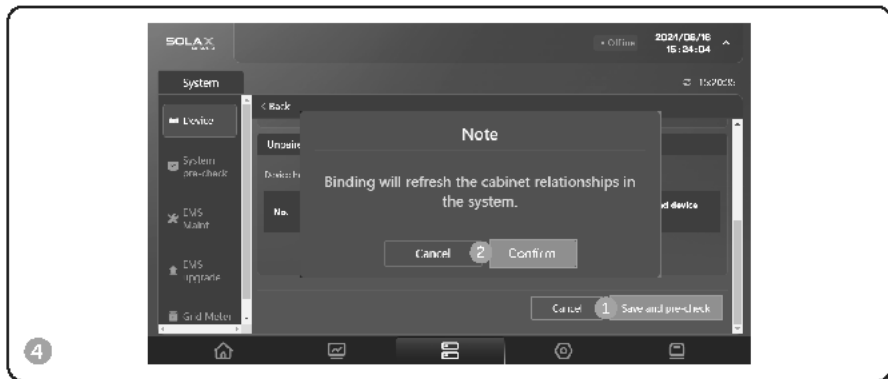 SOLAX
• Offline
2024/06/16
15:24:04
System
< Back
Device
Note
System
pre-check
Binding will refresh the cabinet relationships in
the system.
No.
device
EMS
Maint
Cancel
2
Confirm
EMS
upgrade
Cancel
1
Save and pre-check
Grid Meter
4